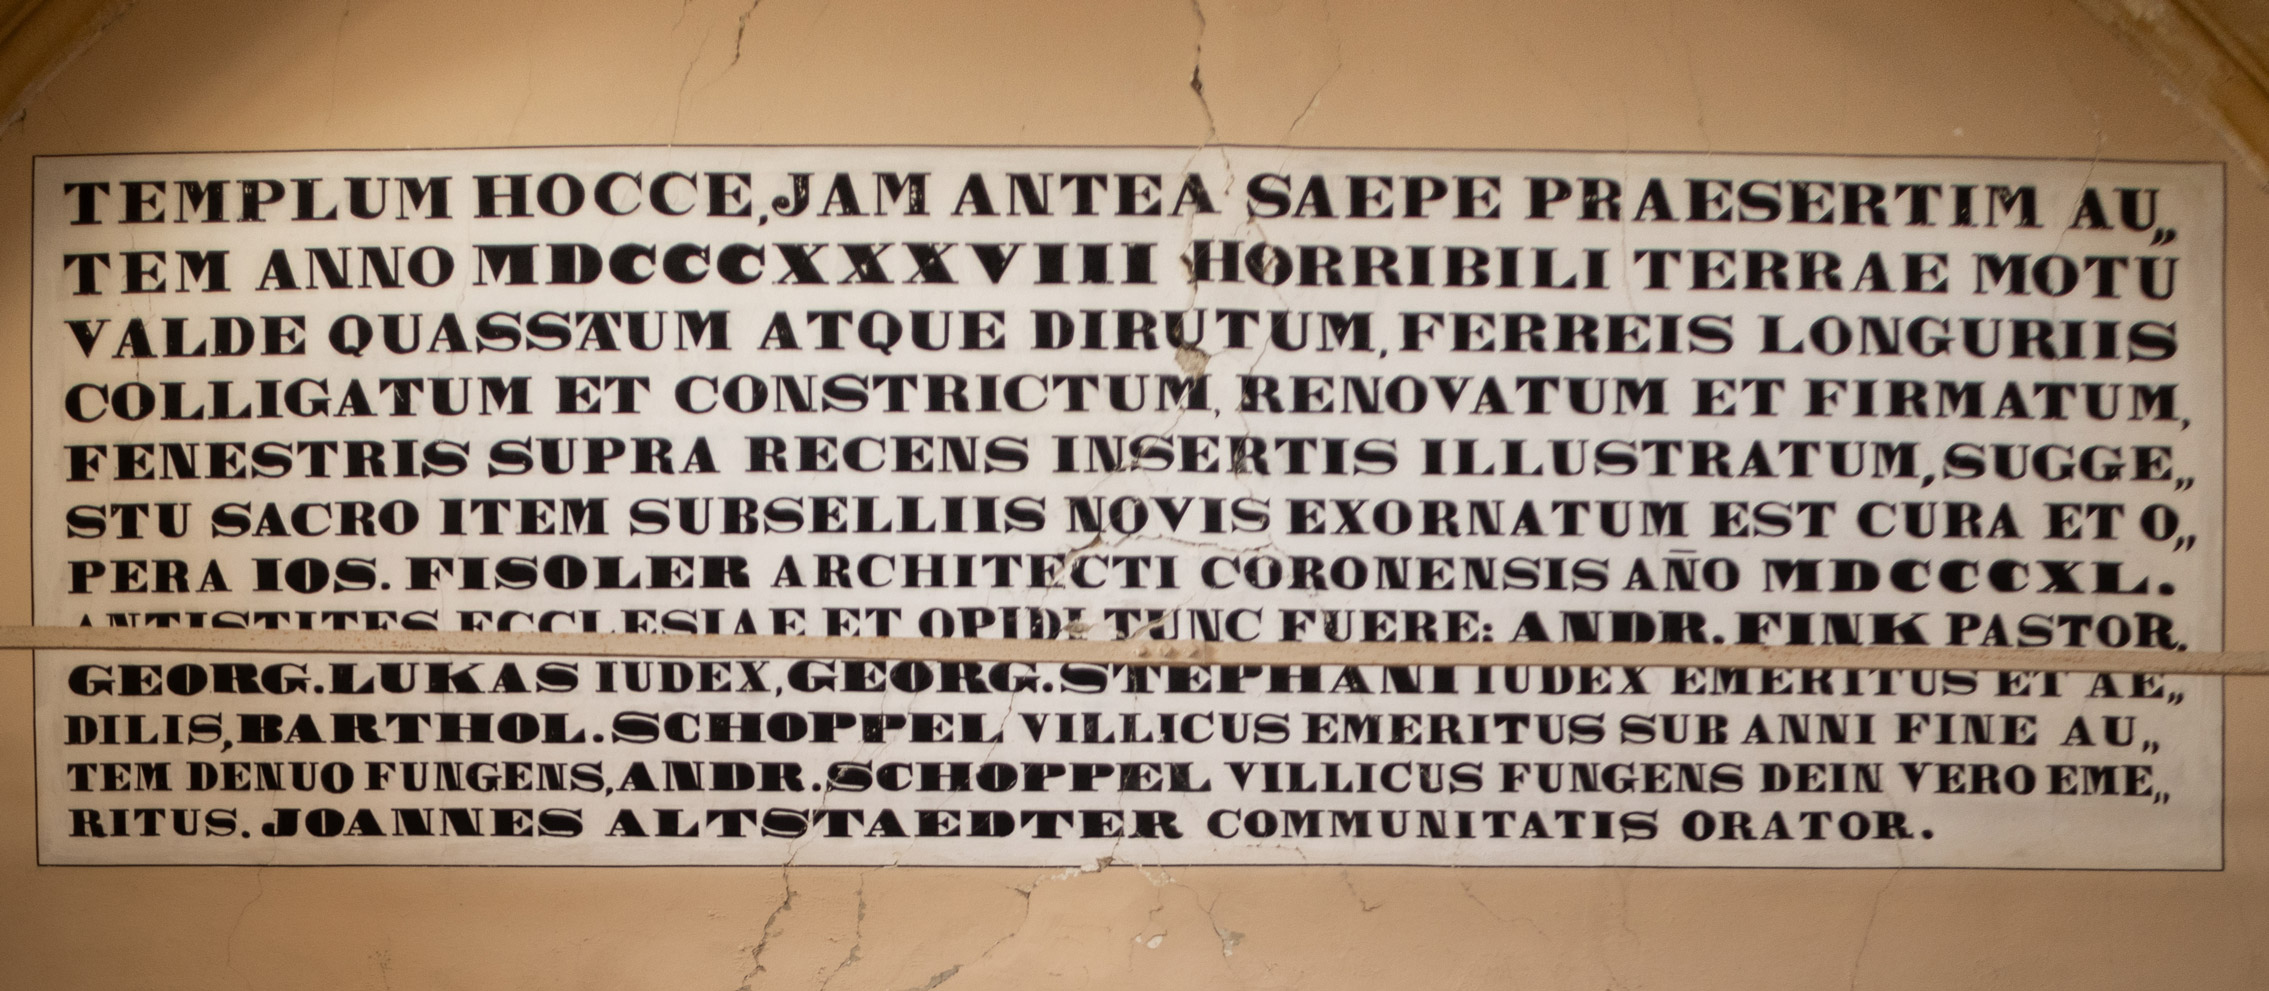 TEMPLUM HOCCE, JAM ANTEA SAEPE PRAESERTIM AU„
TEM ANNO MDCCCXXXVIII HORRIBILI TERRAE MOTU
VALDE QUASSATUM ATQUE DIRUTUM, FERREIS LONGURIIS
COLLIGATUM ET CONSTRICTUM, RENOVATUM ET FIRMATUM,
FENESTRIS SUPRA RECENS INSERTIS ILLUSTRATUM, SUGGE„
STU SACRO ITEM SUBSELLIIS NOVIS EXORNATUM EST CURA ET O„
PERA IOS. FISOLER ARCHITECTI CORONENSIS AN̄O MDCCCXL.
ANTISTITES ECCLESIAE ET OPIDI TUNC FUERE: ANDR. FINK PASTOR.
GEORG. LUKAS IUDEX, GEORG. STEPHANI IUDEX EMERITUS ET AE„
DILIS, BARTHOL. SCHOPPEL VILLICUS EMERITUS SUB ANNI FINE AU„
TEM DENUO FUNGENS, ANDR. SCHOPPEL VILLICUS FUNGENS DEIN VERO EME„
RITUS. JOANNES ALTSTAEDTER COMMUNITATIS ORATOR.